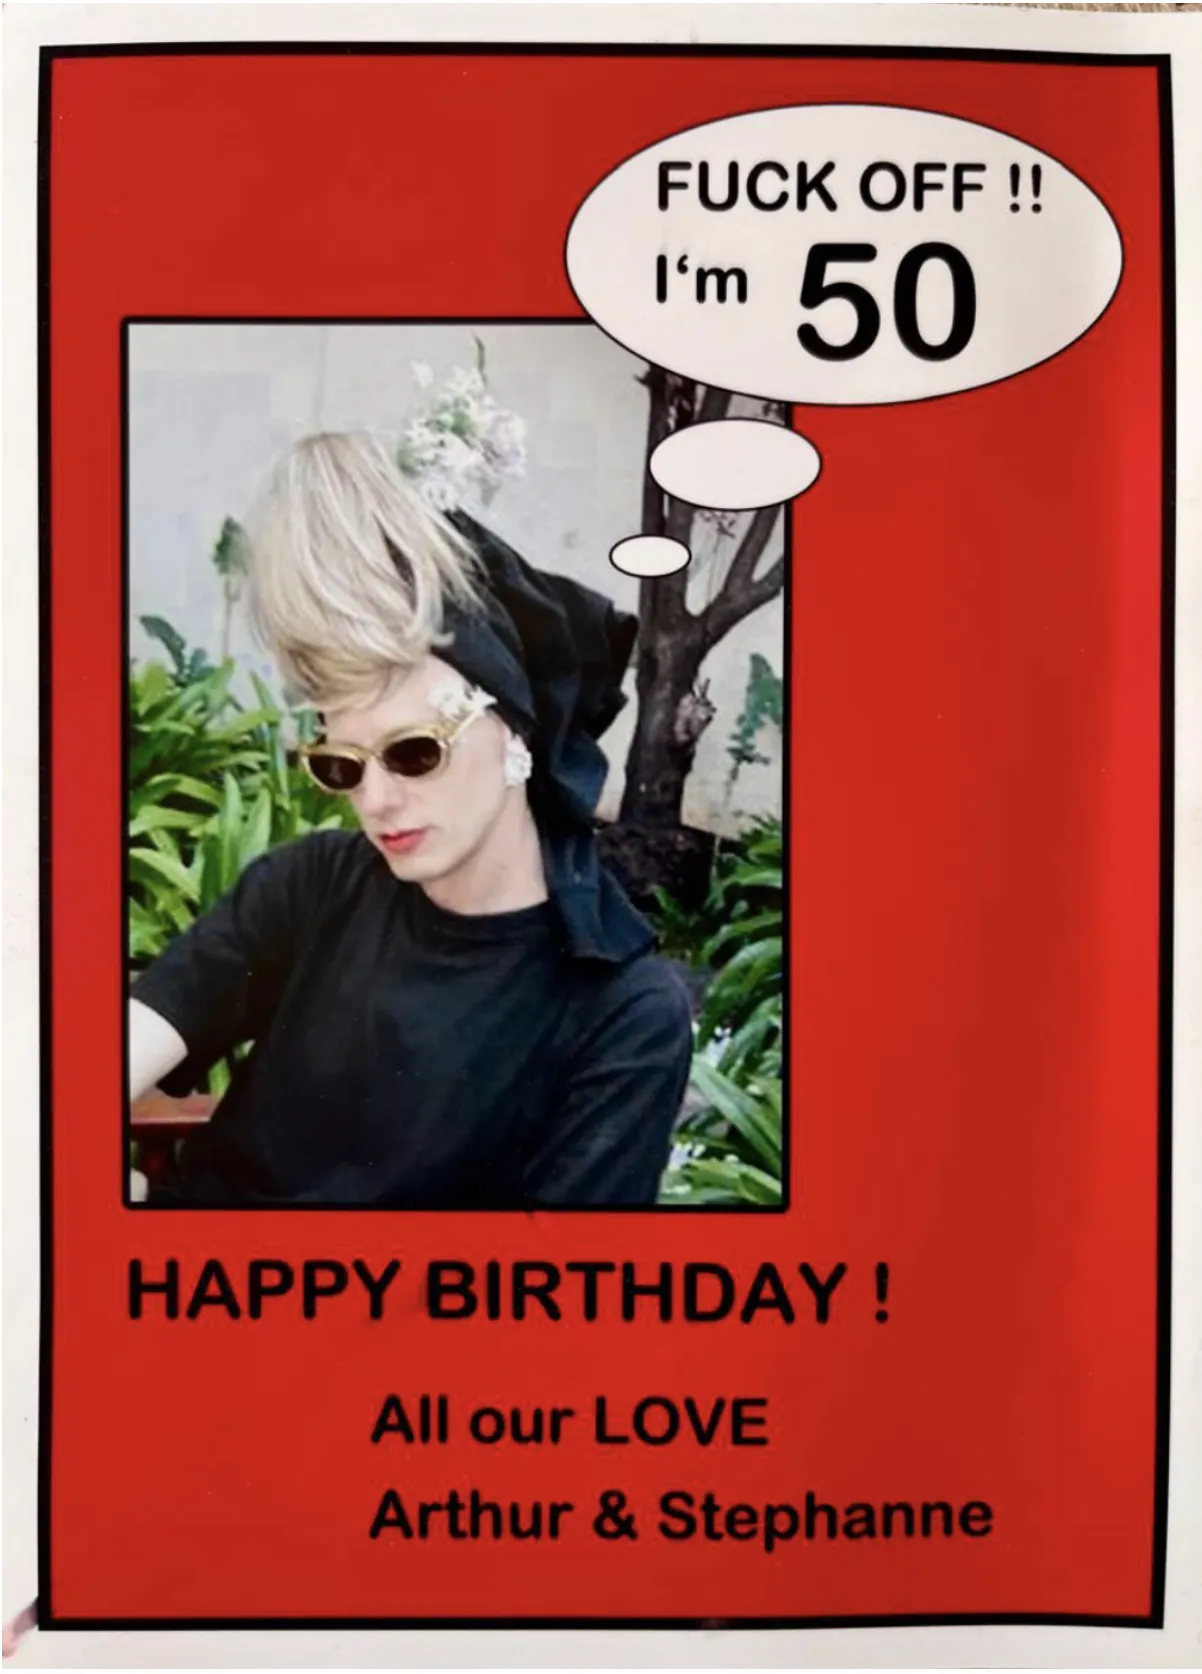 FUCK OFF !!
I‘m 50
HAPPY BIRTHDAY !
All our LOVE
Arthur & Stephanne